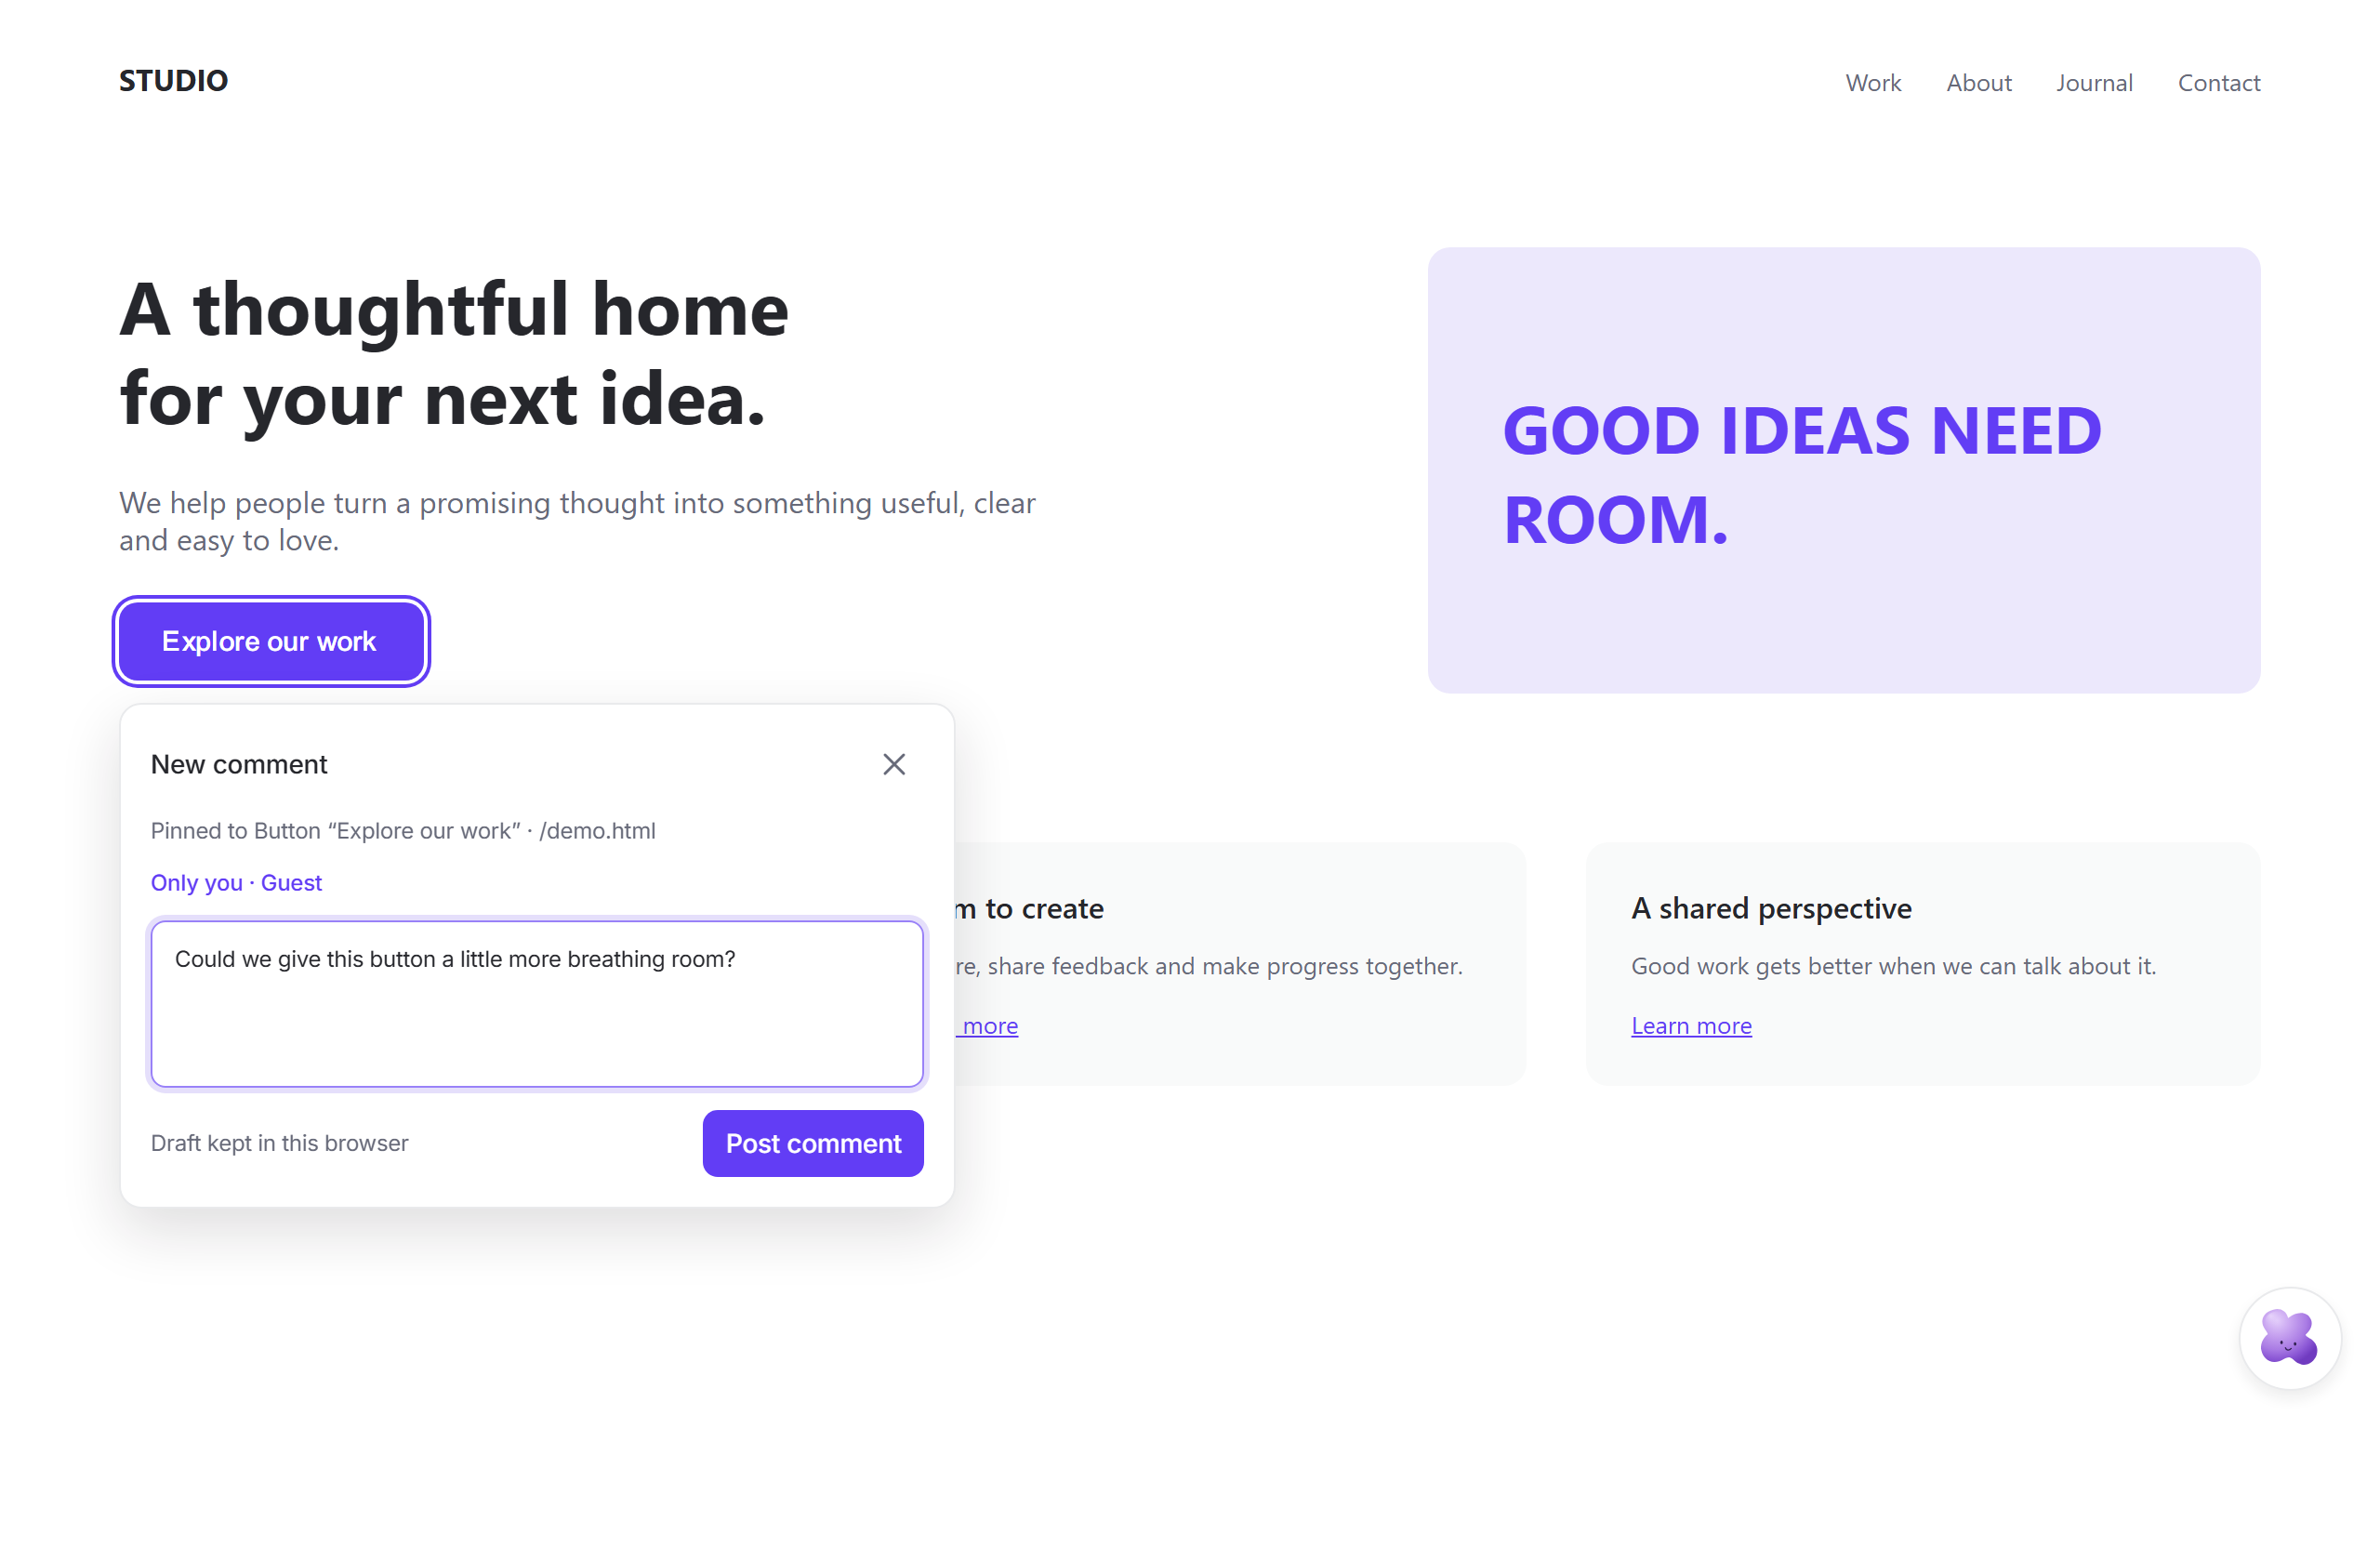 STUDIO
Work About Journal Contact
A thoughtful home
for your next idea.
We help people turn a promising thought into something useful, clear
and easy to love.
Explore our work
GOOD IDEAS NEED
ROOM.
New comment
Pinned to Button “Explore our work” · /demo.html
Only you · Guest
Could we give this button a little more breathing room?
Draft kept in this browser
Post comment
m to create
re, share feedback and make progress together.
more
A shared perspective
Good work gets better when we can talk about it.
Learn more